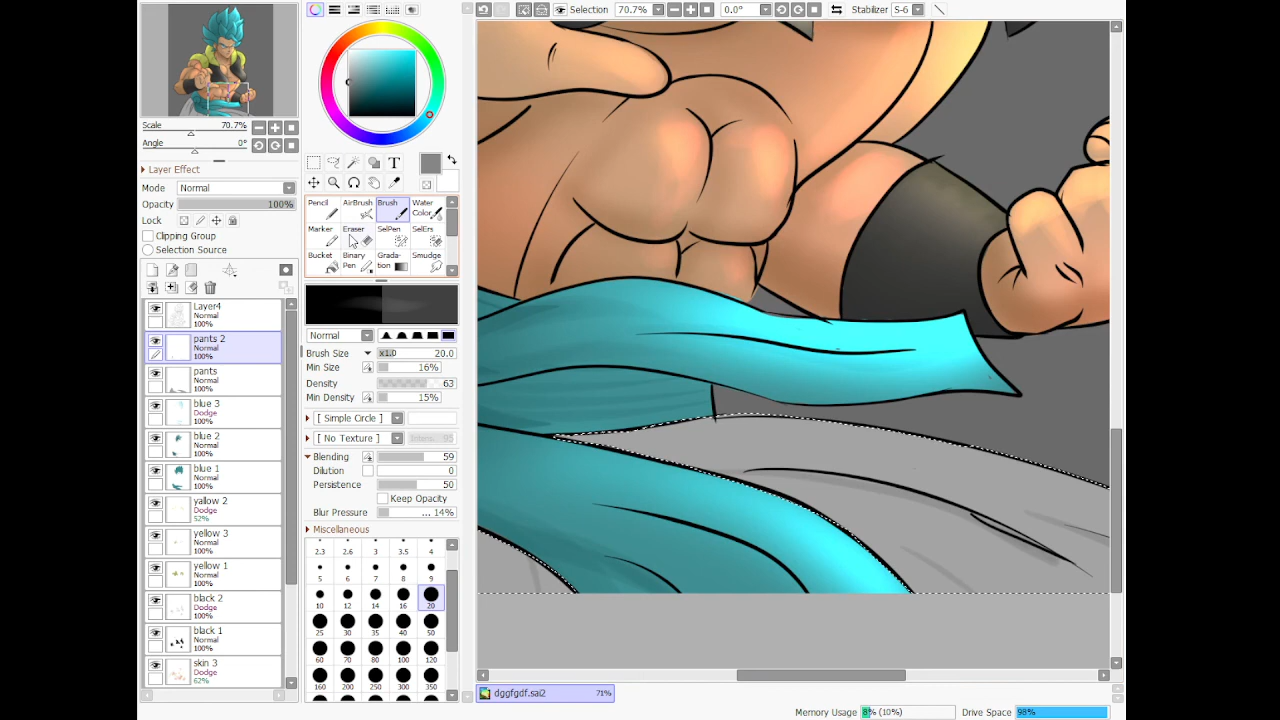 Selection 70.7% 0.0° Stabilizer S-6
Scale 70.7%
Angle 0°
Layer Effect
Mode Normal
Opacity 100%
Lock
Clipping Group
Selection Source
Layer4
Normal
100%
pants 2
Normal
100%
pants
Normal
100%
blue 3
Dodge
100%
blue 2
Normal
100%
blue 1
Normal
100%
yallow 2
Dodge
52%
yellow 3
Normal
100%
yellow 1
Normal
100%
black 2
Dodge
100%
black 1
Normal
100%
skin 3
Dodge
62%
T
Pencil AirBrush Brush Water Color
Marker Eraser SelPen SelErs
Bucket Binary Pen Grada-tion Smudge
Normal
Brush Size x1.0 20.0
Min Size 16%
Density 63
Min Density 15%
[ Simple Circle ]
[ No Texture ]
Blending 59
Dilution 0
Persistence 50
Keep Opacity
Blur Pressure ... 14%
Miscellaneous
2.3 2.6 3 3.5 4
5 6 7 8 9
10 12 14 16 20
25 30 35 40 50
60 70 80 100 120
160 200 250 300 350
dggfgdf.sai2 71%
Memory Usage 8% (10%) Drive Space 98%